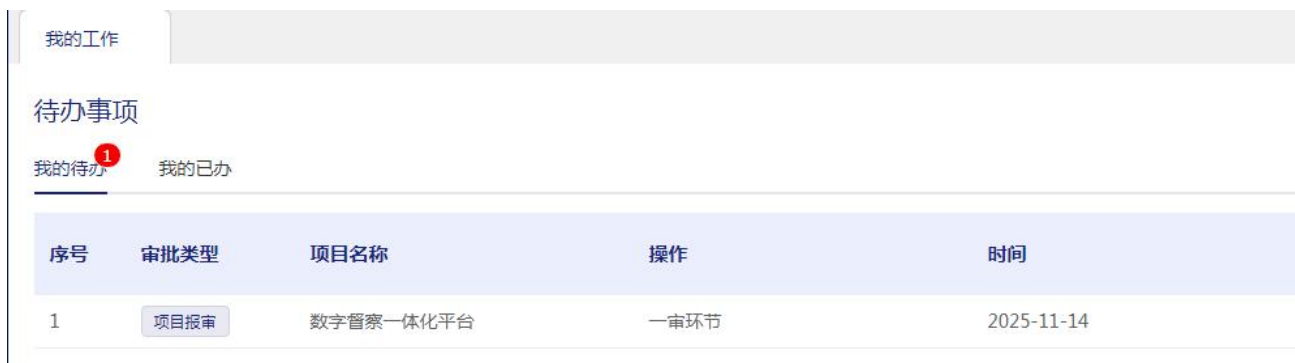 我的工作
待办事项
我的待办 1 我的已办
序号 审批类型 项目名称 操作 时间
1 项目报审 数字督察一体化平台 一审环节 2025-11-14